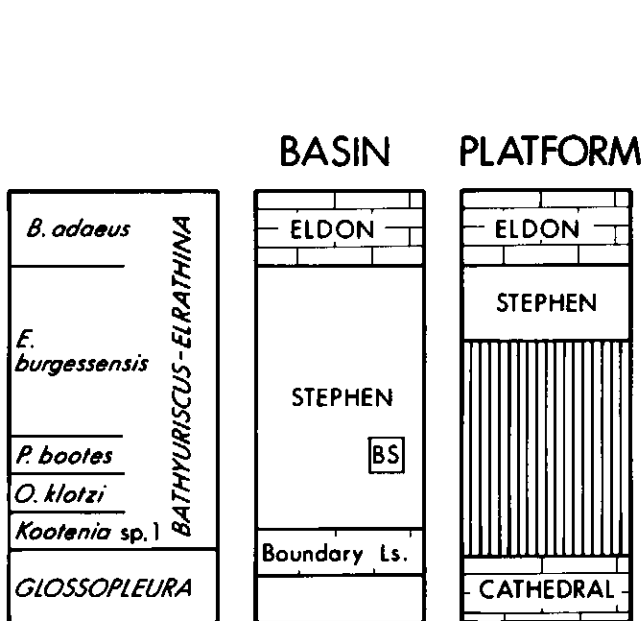 BASIN
PLATFORM
B. adaeus
E.
burgessensis
P. bootes
O. klotzi
Kootenia sp. 1
BATHYURISCUS-ELRATHINA
GLOSSOPLEURA
ELDON
STEPHEN
BS
Boundary Ls.
ELDON
STEPHEN
CATHEDRAL